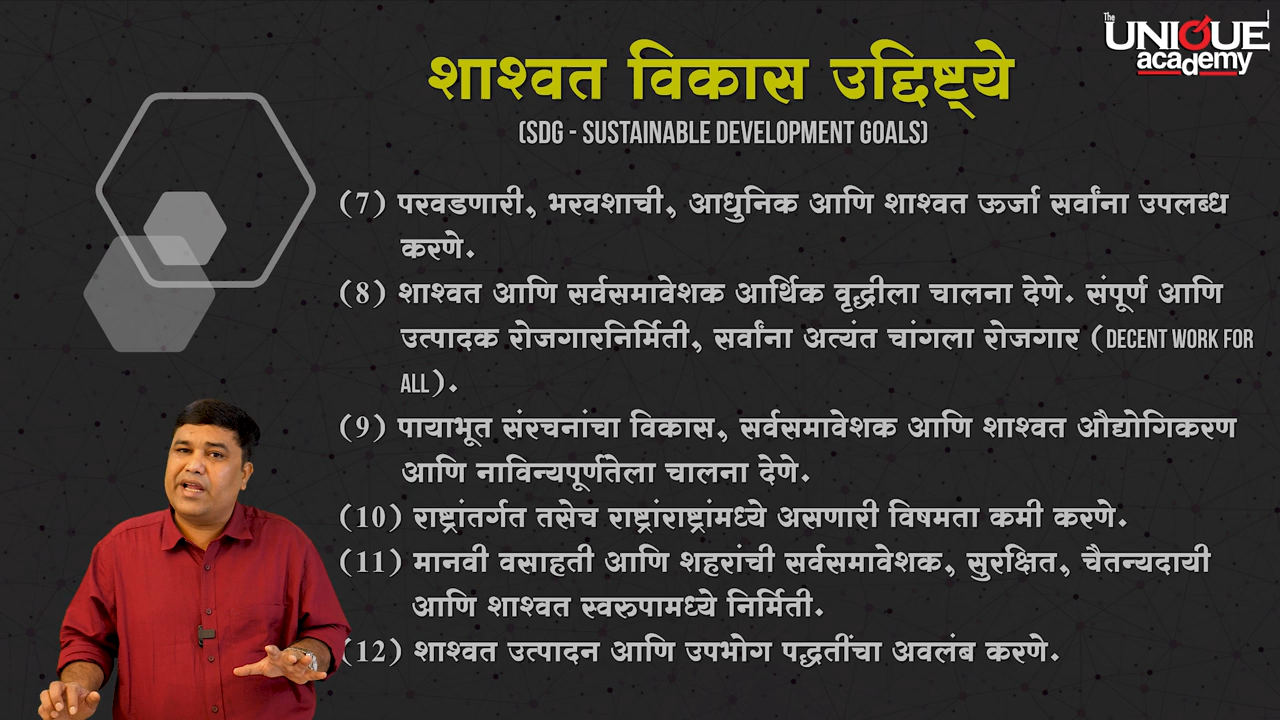 The
UNIQUE
academy
शाश्वत विकास उद्दिष्ट्ये
(SDG - SUSTAINABLE DEVELOPMENT GOALS)
(7) परवडणारी, भरवशाची, आधुनिक आणि शाश्वत ऊर्जा सर्वांना उपलब्ध
करणे.
(8) शाश्वत आणि सर्वसमावेशक आर्थिक वृद्धीला चालना देणे. संपूर्ण आणि
उत्पादक रोजगारनिर्मिती, सर्वांना अत्यंत चांगला रोजगार (DECENT WORK FOR
ALL).
(9) पायाभूत संरचनांचा विकास, सर्वसमावेशक आणि शाश्वत औद्योगिकरण
आणि नाविन्यपूर्णतेला चालना देणे.
(10) राष्ट्रांतर्गत तसेच राष्ट्रांराष्ट्रांमध्ये असणारी विषमता कमी करणे.
(11) मानवी वसाहती आणि शहरांची सर्वसमावेशक, सुरक्षित, चैतन्यदायी
आणि शाश्वत स्वरुपामध्ये निर्मिती.
(12) शाश्वत उत्पादन आणि उपभोग पद्धतींचा अवलंब करणे.